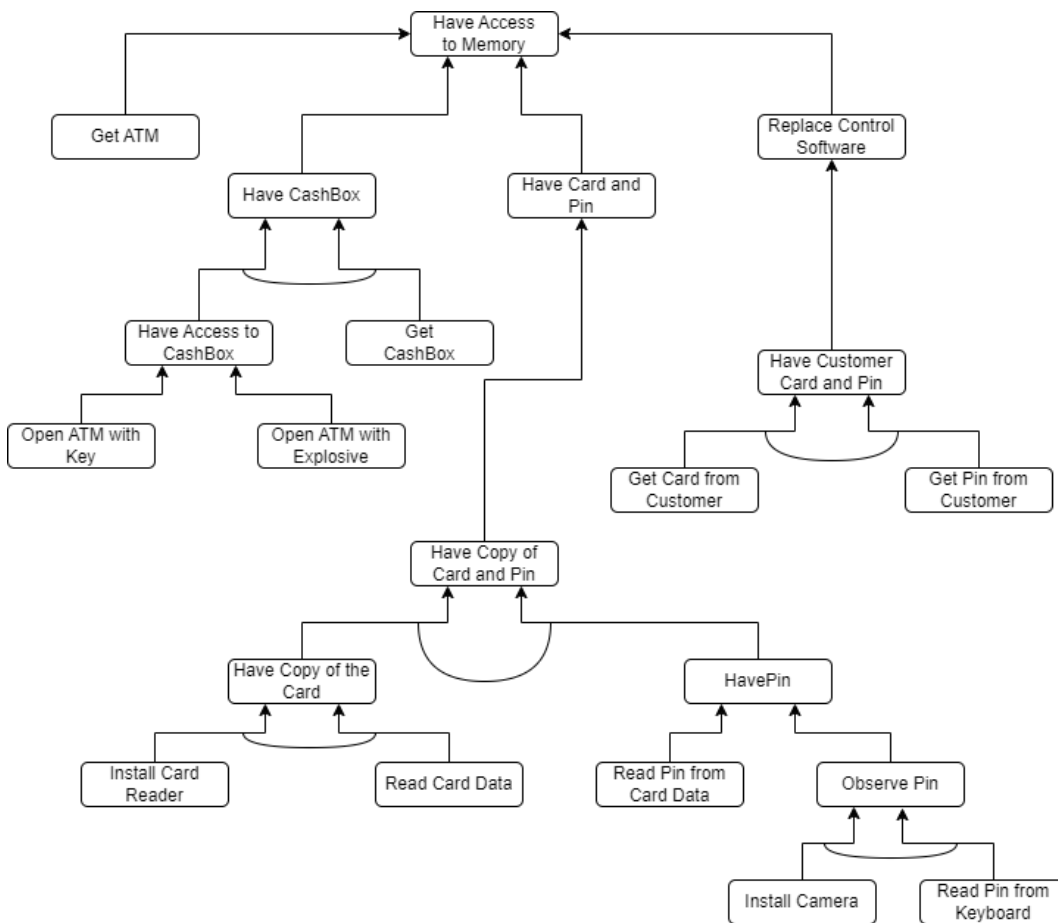 Have Access
to Memory
Get ATM
Replace Control
Software
Have CashBox
Have Card and
Pin
Have Access to
CashBox
Get
CashBox
Have Customer
Card and Pin
Open ATM with
Key
Open ATM with
Explosive
Get Card from
Customer
Get Pin from
Customer
Have Copy of
Card and Pin
Have Copy of the
Card
HavePin
Install Card
Reader
Read Card Data
Read Pin from
Card Data
Observe Pin
Install Camera
Read Pin from
Keyboard